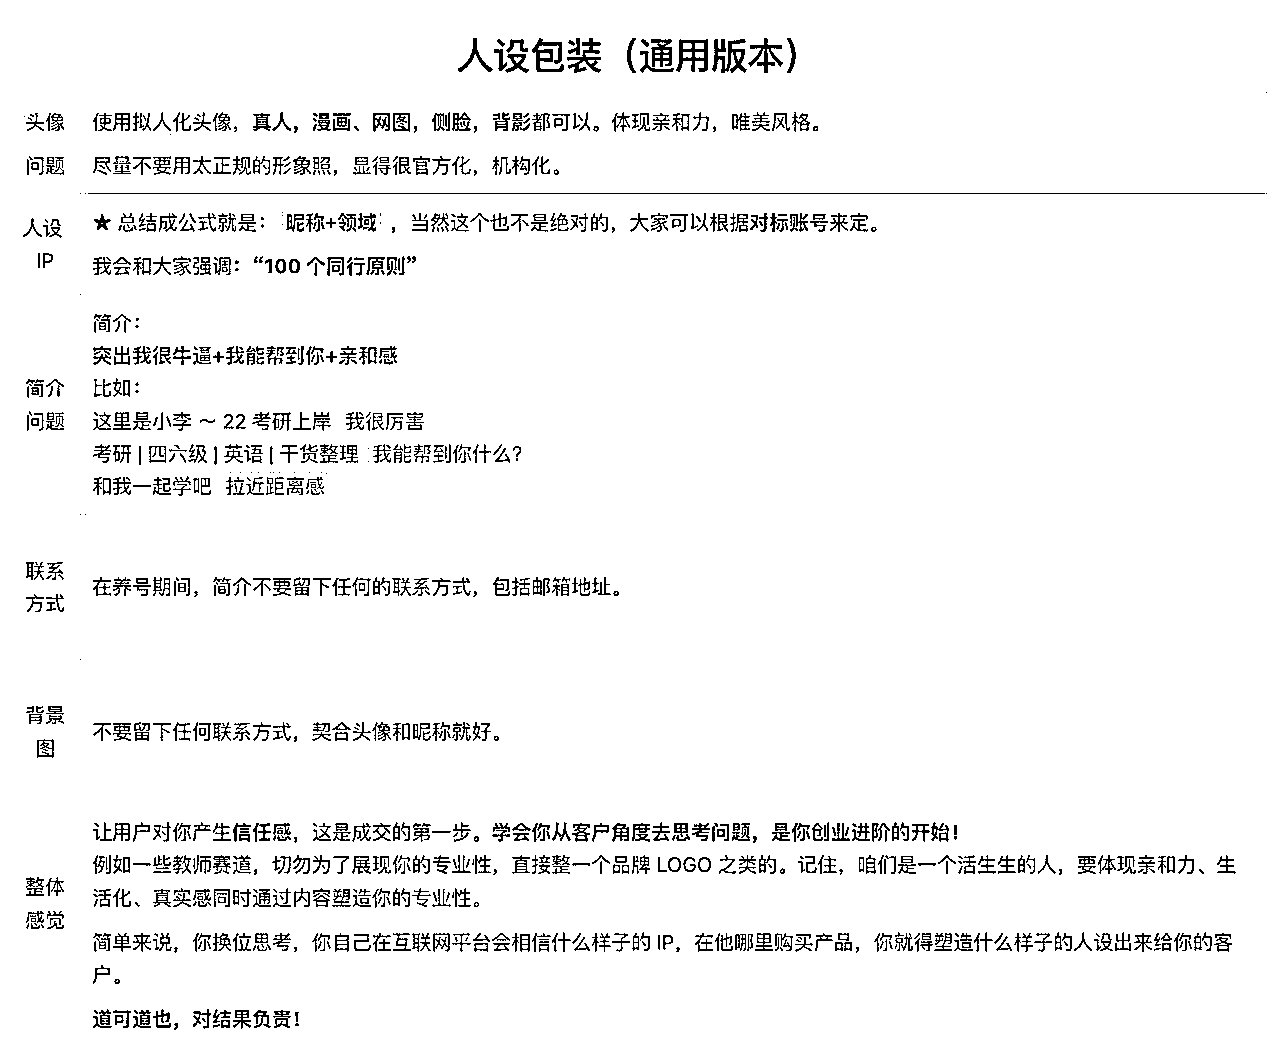 人设包装（通用版本）
头像
使用拟人化头像，真人，漫画、网图，侧脸，背影都可以。体现亲和力，唯美风格。
问题
尽量不要用太正规的形象照，显得很官方化，机构化。
人设
IP
★ 总结成公式就是： 昵称+领域 ，当然这个也不是绝对的，大家可以根据对标账号来定。
我会和大家强调：“100 个同行原则”
简介
问题
简介：
突出我很牛逼+我能帮到你+亲和感
比如：
这里是小李 ～ 22 考研上岸 我很厉害
考研 | 四六级 | 英语 | 干货整理 我能帮到你什么？
和我一起学吧 拉近距离感
联系
方式
在养号期间，简介不要留下任何的联系方式，包括邮箱地址。
背景
图
不要留下任何联系方式，契合头像和昵称就好。
整体
感觉
让用户对你产生信任感，这是成交的第一步。学会你从客户角度去思考问题，是你创业进阶的开始！
例如一些教师赛道，切勿为了展现你的专业性，直接整一个品牌 LOGO 之类的。记住，咱们是一个活生生的人，要体现亲和力、生
活化、真实感同时通过内容塑造你的专业性。
简单来说，你换位思考，你自己在互联网平台会相信什么样子的 IP，在他哪里购买产品，你就得塑造什么样子的人设出来给你的客
户。
道可道也，对结果负责！